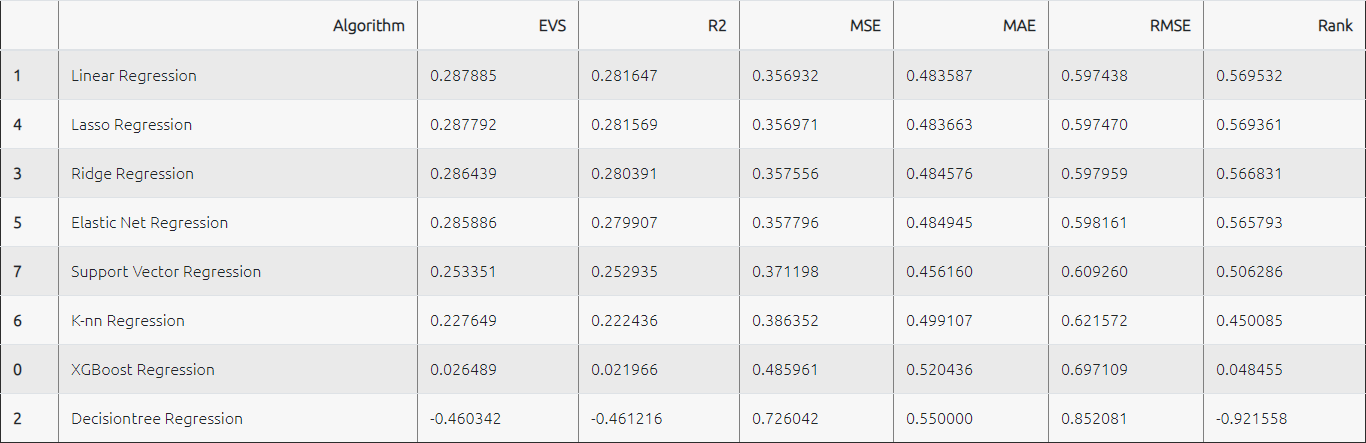 Algorithm EVS R2 MSE MAE RMSE Rank
1 Linear Regression 0.287885 0.281647 0.356932 0.483587 0.597438 0.569532
4 Lasso Regression 0.287792 0.281569 0.356971 0.483663 0.597470 0.569361
3 Ridge Regression 0.286439 0.280391 0.357556 0.484576 0.597959 0.566831
5 Elastic Net Regression 0.285886 0.279907 0.357796 0.484945 0.598161 0.565793
7 Support Vector Regression 0.253351 0.252935 0.371198 0.456160 0.609260 0.506286
6 K-nn Regression 0.227649 0.222436 0.386352 0.499107 0.621572 0.450085
0 XGBoost Regression 0.026489 0.021966 0.485961 0.520436 0.697109 0.048455
2 Decisiontree Regression -0.460342 -0.461216 0.726042 0.550000 0.852081 -0.921558